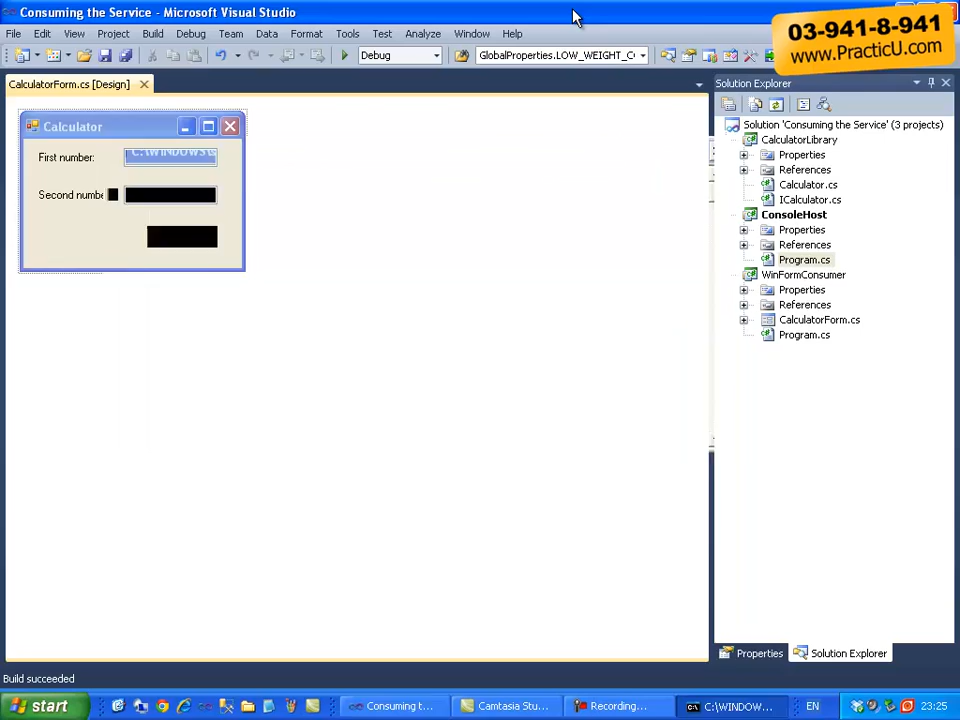 Consuming the Service - Microsoft Visual Studio
03-941-8-941
www.PracticU.com
File Edit View Project Build Debug Team Data Format Tools Test Analyze Window Help
Debug
GlobalProperties.LOW_WEIGHT_C
CalculatorForm.cs [Design]
Solution Explorer
Calculator
First number:
C:\WINDOWS\s
Second numbe
Solution 'Consuming the Service' (3 projects)
CalculatorLibrary
Properties
References
Calculator.cs
ICalculator.cs
ConsoleHost
Properties
References
Program.cs
WinFormConsumer
Properties
References
CalculatorForm.cs
Program.cs
Properties
Solution Explorer
Build succeeded
start
Consuming t...
Camtasia Stu...
Recording...
C:\WINDOW...
EN
23:25